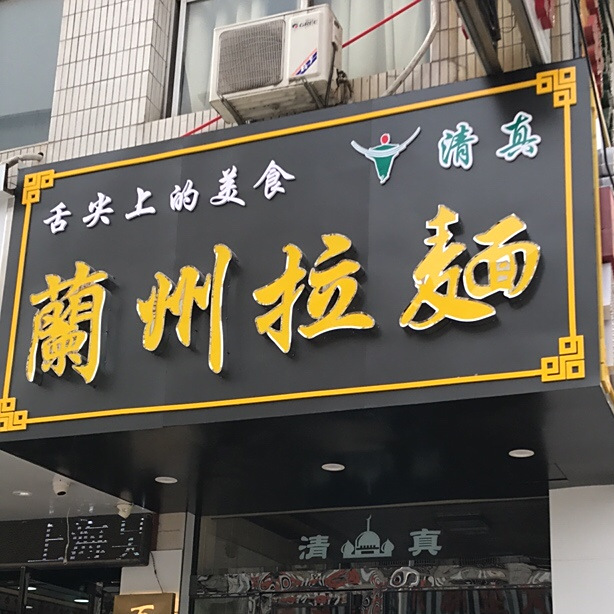 舌尖上的美食
清真
蘭州拉麵
清 真